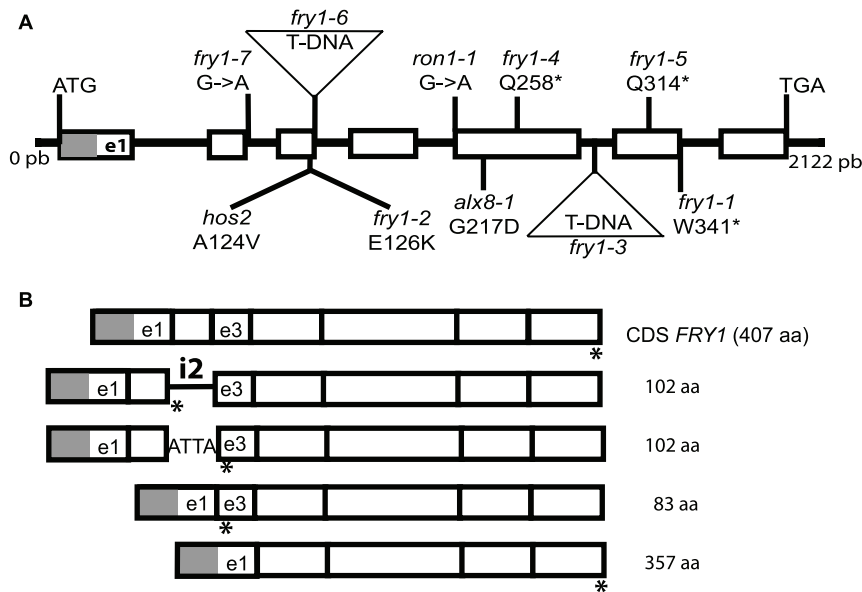 A
fry1-6
T-DNA
fry1-7
G->A
ron1-1
G->A
fry1-4
Q258*
fry1-5
Q314*
ATG
TGA
e1
0 pb
2122 pb
hos2
A124V
fry1-2
E126K
alx8-1
G217D
T-DNA
fry1-3
fry1-1
W341*
B
e1 e3
CDS FRY1 (407 aa)
*
i2
e1 e3
102 aa
*
e1 ATTA e3
102 aa
*
e1 e3
83 aa
*
e1
357 aa
*